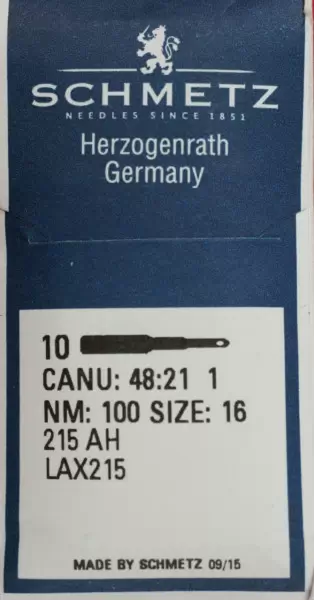 SCHMETZ
NEEDLES SINCE 1851
Herzogenrath
Germany
10
CANU: 48:21 1
NM: 100 SIZE: 16
215 AH
LAX215
MADE BY SCHMETZ 09/15